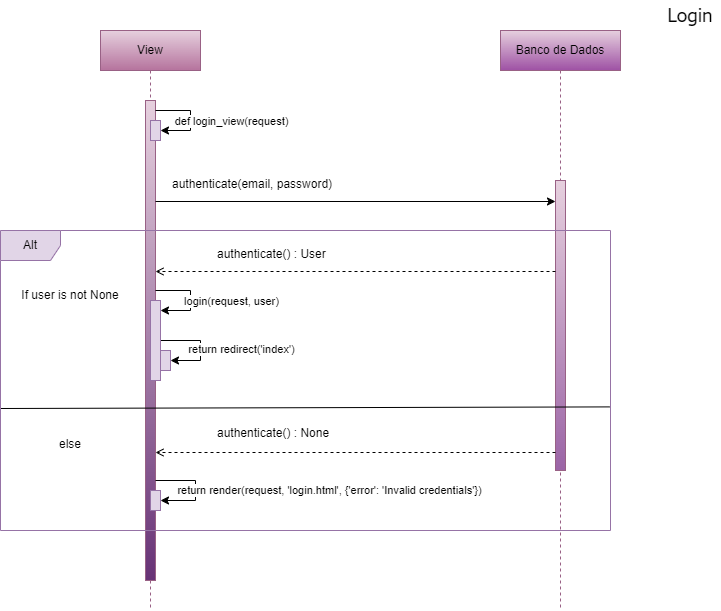 Login
View
Banco de Dados
def login_view(request)
authenticate(email, password)
Alt
authenticate() : User
If user is not None
login(request, user)
return redirect('index')
authenticate() : None
else
return render(request, 'login.html', {'error': 'Invalid credentials'})